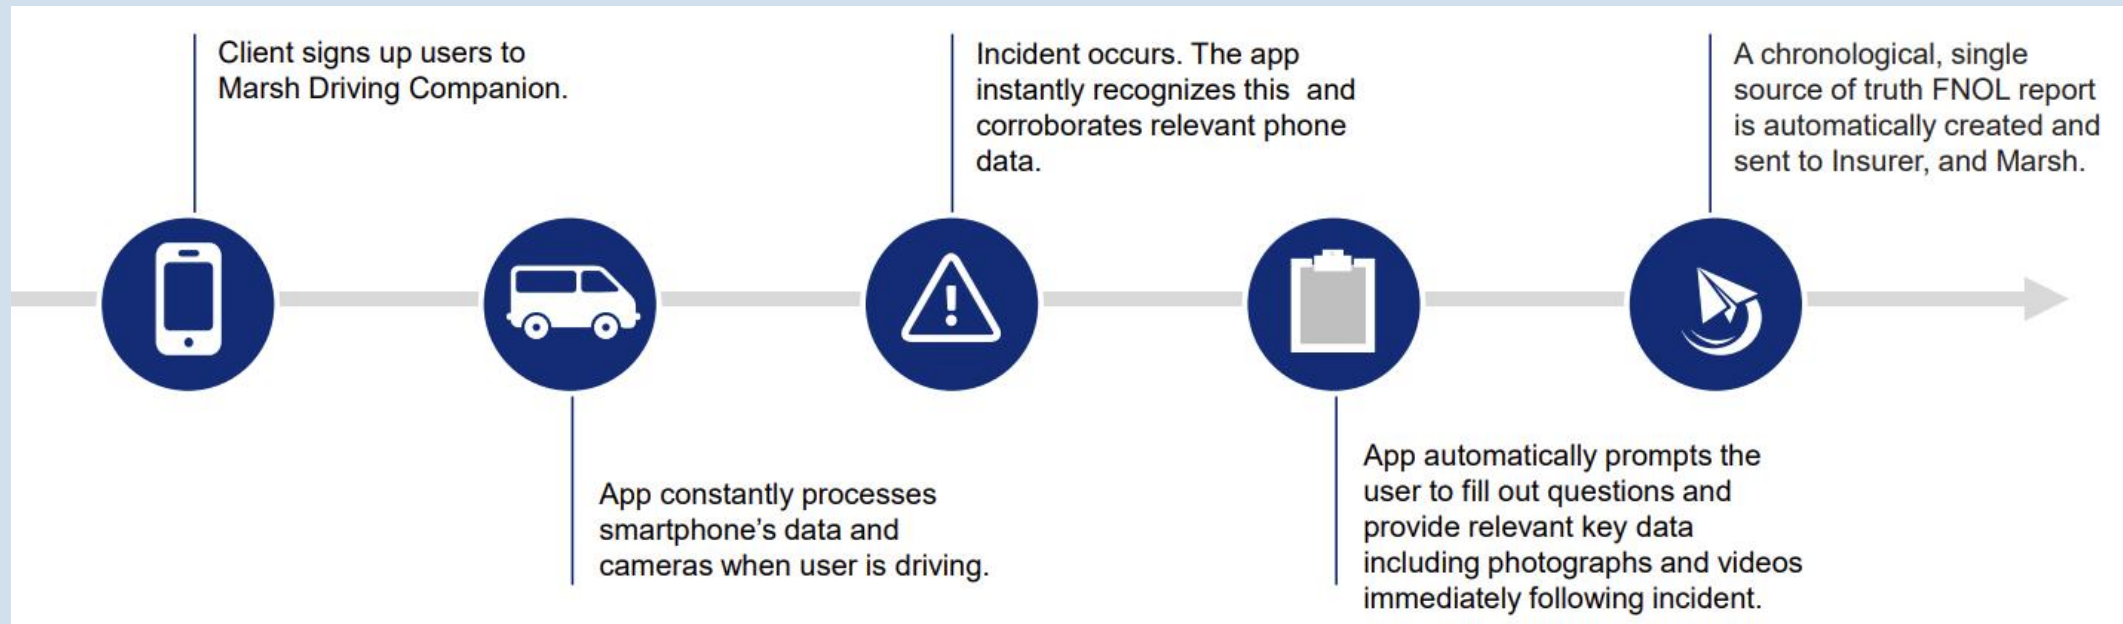 Client signs up users to
Marsh Driving Companion.
App constantly processes
smartphone’s data and
cameras when user is driving.
Incident occurs. The app
instantly recognizes this  and
corroborates relevant phone
data.
App automatically prompts the
user to fill out questions and
provide relevant key data
including photographs and videos
immediately following incident.
A chronological, single
source of truth FNOL report
is automatically created and
sent to Insurer, and Marsh.